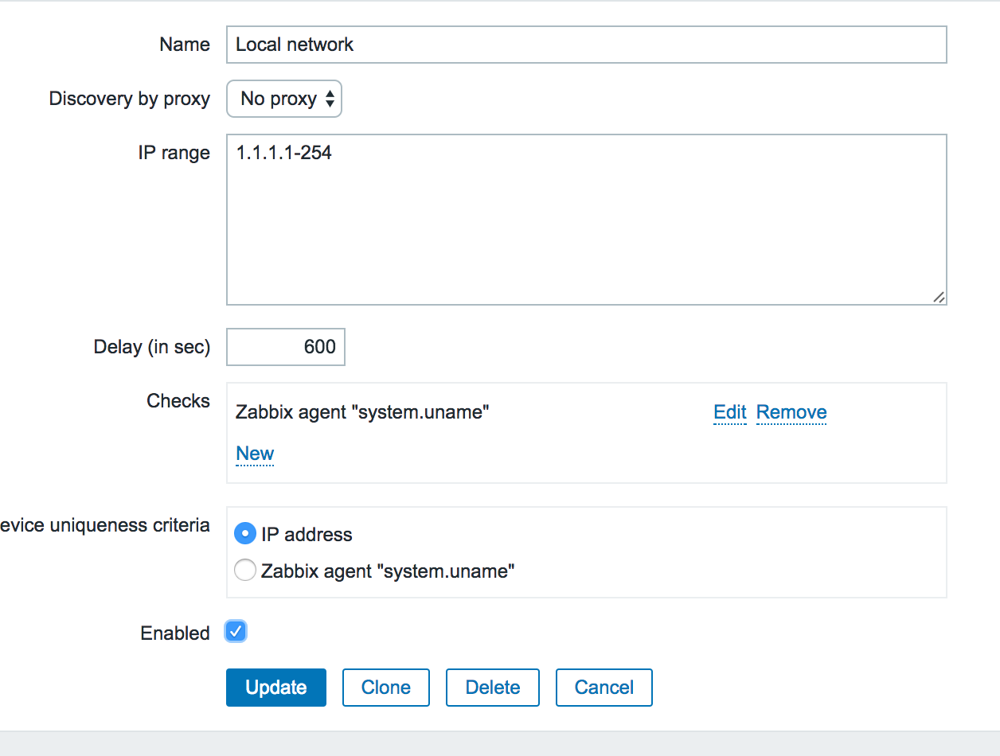 Name Local network
Discovery by proxy No proxy
IP range 1.1.1.1-254
Delay (in sec) 600
Checks Zabbix agent "system.uname" Edit Remove
New
evice uniqueness criteria IP address
Zabbix agent "system.uname"
Enabled
Update Clone Delete Cancel